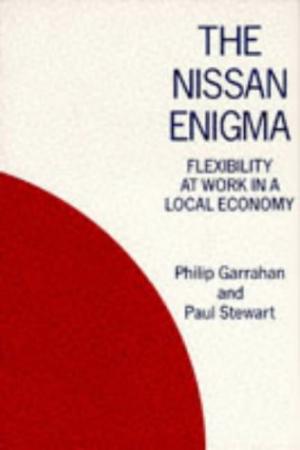 THE
NISSAN
ENIGMA
FLEXIBILITY
AT WORK IN A
LOCAL ECONOMY
Philip Garrahan
and
Paul Stewart